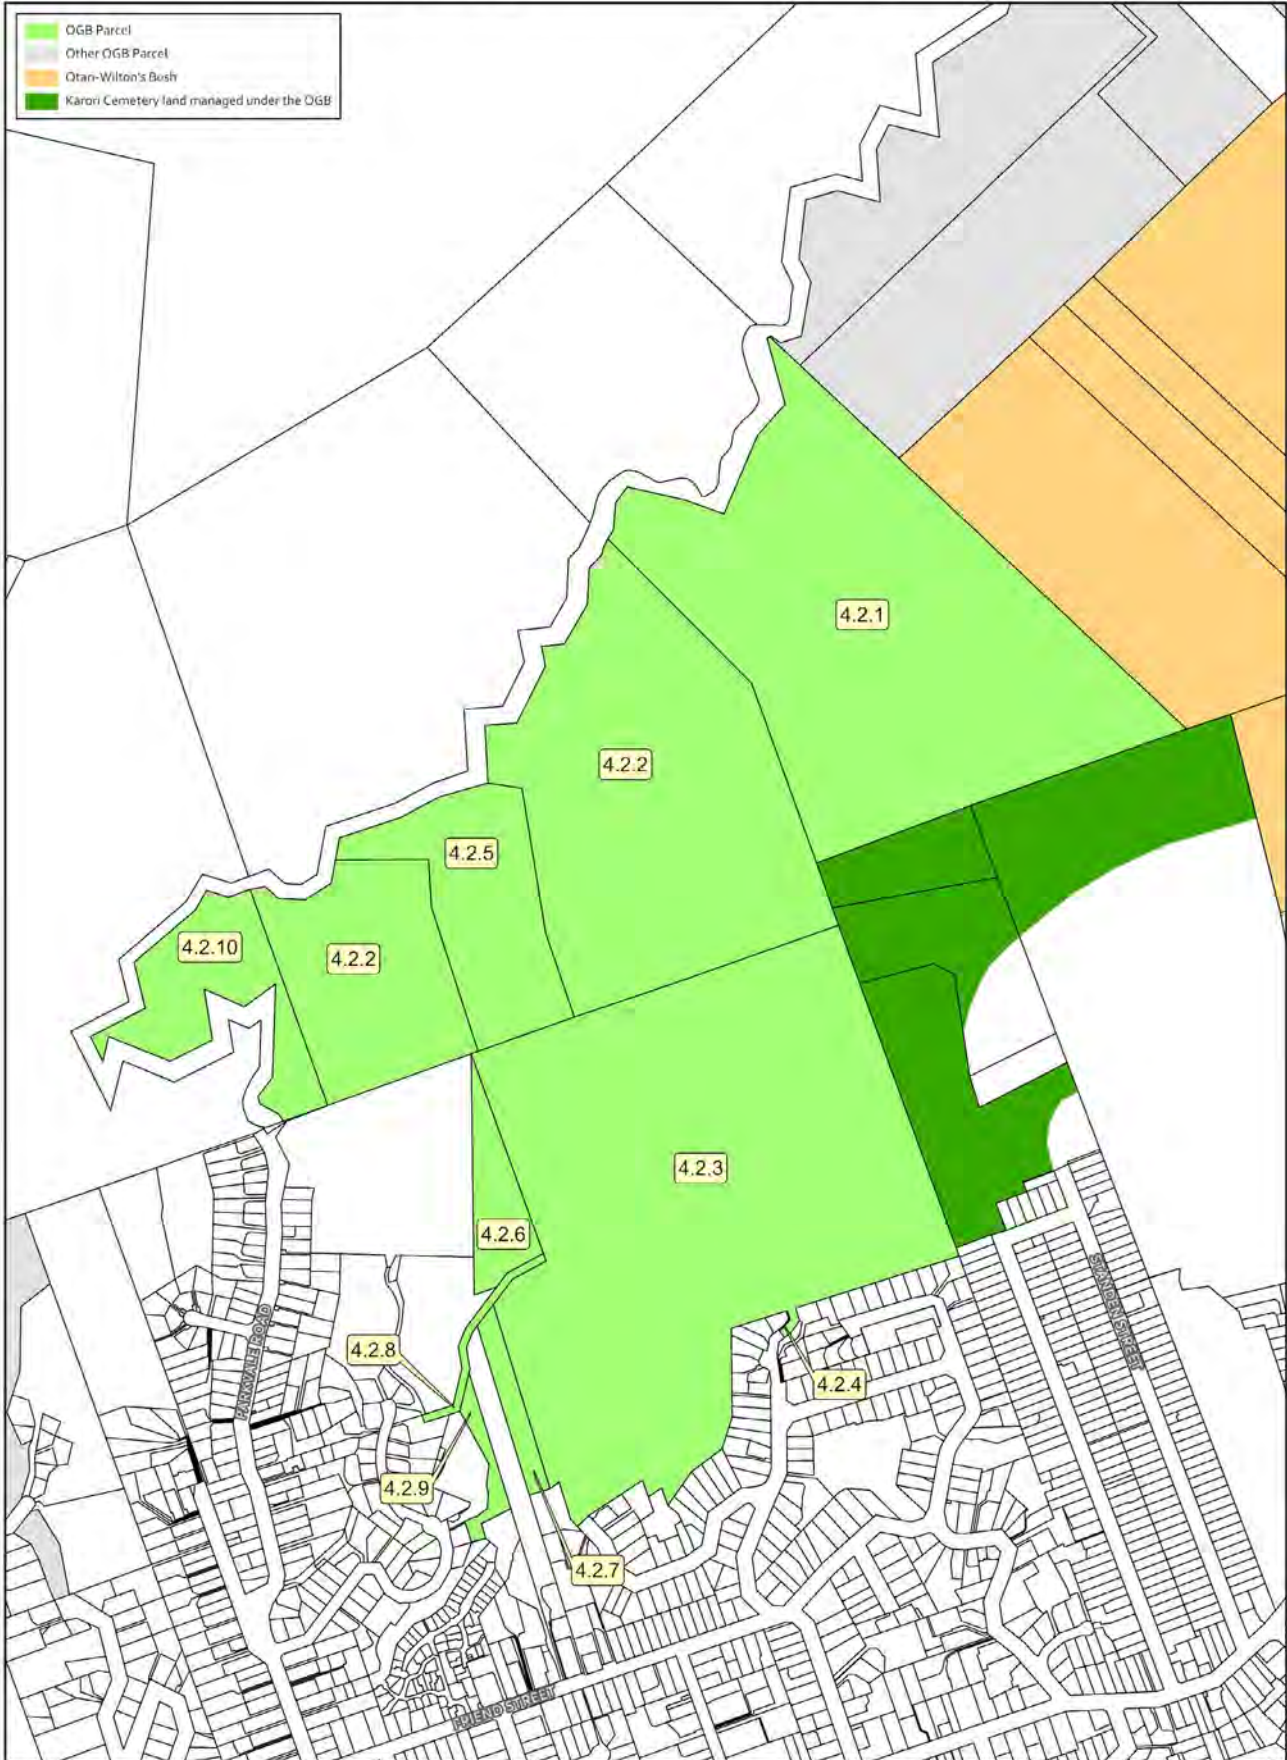 OGB Parcel
Other OGB Parcel
Otari-Wilton's Bush
Karori Cemetery land managed under the OGB
4.2.1
4.2.2
4.2.5
4.2.10
4.2.2
4.2.3
4.2.6
STANDEN STREET
PARKVALE ROAD
4.2.8
4.2.4
4.2.9
4.2.7
FRIEND STREET